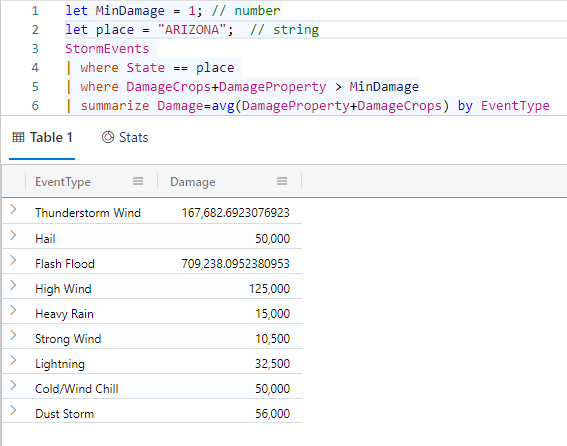 1 let MinDamage = 1; // number
2 let place = "ARIZONA";  // string
3 StormEvents
4 | where State == place
5 | where DamageCrops+DamageProperty > MinDamage
6 | summarize Damage=avg(DamageProperty+DamageCrops) by EventType
Table 1 Stats
EventType Damage
Thunderstorm Wind 167,682.6923076923
Hail 50,000
Flash Flood 709,238.0952380953
High Wind 125,000
Heavy Rain 15,000
Strong Wind 10,500
Lightning 32,500
Cold/Wind Chill 50,000
Dust Storm 56,000